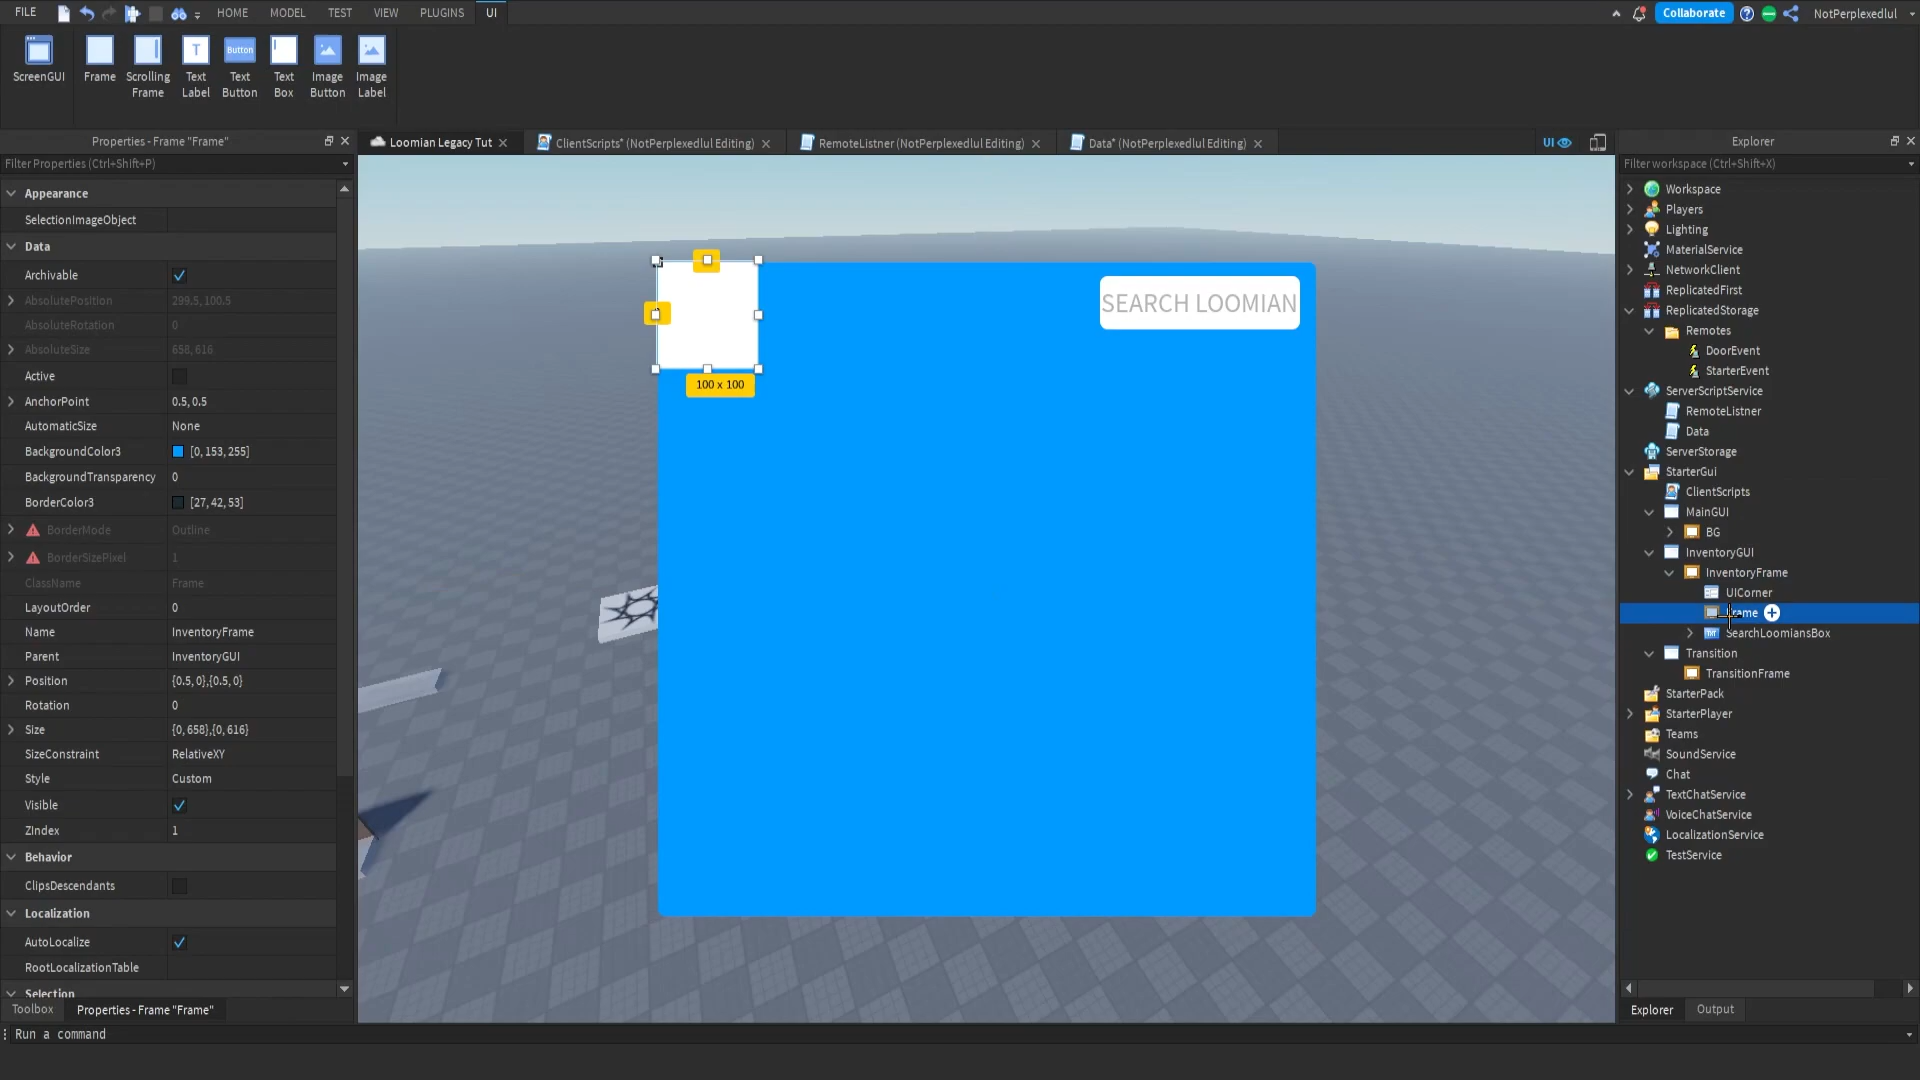 FILE
HOME
MODEL
TEST
VIEW
PLUGINS
UI
Collaborate
NotPerplexedlul
ScreenGUI
Frame
Scrolling
Frame
T
Text
Label
Button
Text
Button
Text
Box
Image
Button
Image
Label
Properties - Frame "Frame"
Filter Properties (Ctrl+Shift+P)
Appearance
SelectionImageObject
Data
Archivable
AbsolutePosition 299.5, 100.5
AbsoluteRotation 0
AbsoluteSize 658, 616
Active
AnchorPoint 0.5, 0.5
AutomaticSize None
BackgroundColor3 [0, 153, 255]
BackgroundTransparency 0
BorderColor3 [27, 42, 53]
BorderMode Outline
BorderSizePixel 1
ClassName Frame
LayoutOrder 0
Name InventoryFrame
Parent InventoryGUI
Position {0.5, 0},{0.5, 0}
Rotation 0
Size {0, 658},{0, 616}
SizeConstraint RelativeXY
Style Custom
Visible
ZIndex 1
Behavior
ClipsDescendants
Localization
AutoLocalize
RootLocalizationTable
Selection
Toolbox
Properties - Frame "Frame"
Run a command
Loomian Legacy Tut
ClientScripts* (NotPerplexedlul Editing)
RemoteListner (NotPerplexedlul Editing)
Data* (NotPerplexedlul Editing)
UI
SEARCH LOOMIAN
100 x 100
Explorer
Filter workspace (Ctrl+Shift+X)
Workspace
Players
Lighting
MaterialService
NetworkClient
ReplicatedFirst
ReplicatedStorage
Remotes
DoorEvent
StarterEvent
ServerScriptService
RemoteListner
Data
ServerStorage
StarterGui
ClientScripts
MainGUI
BG
InventoryGUI
InventoryFrame
UICorner
Frame
SearchLoomiansBox
Transition
TransitionFrame
StarterPack
StarterPlayer
Teams
SoundService
Chat
TextChatService
VoiceChatService
LocalizationService
TestService
Explorer
Output